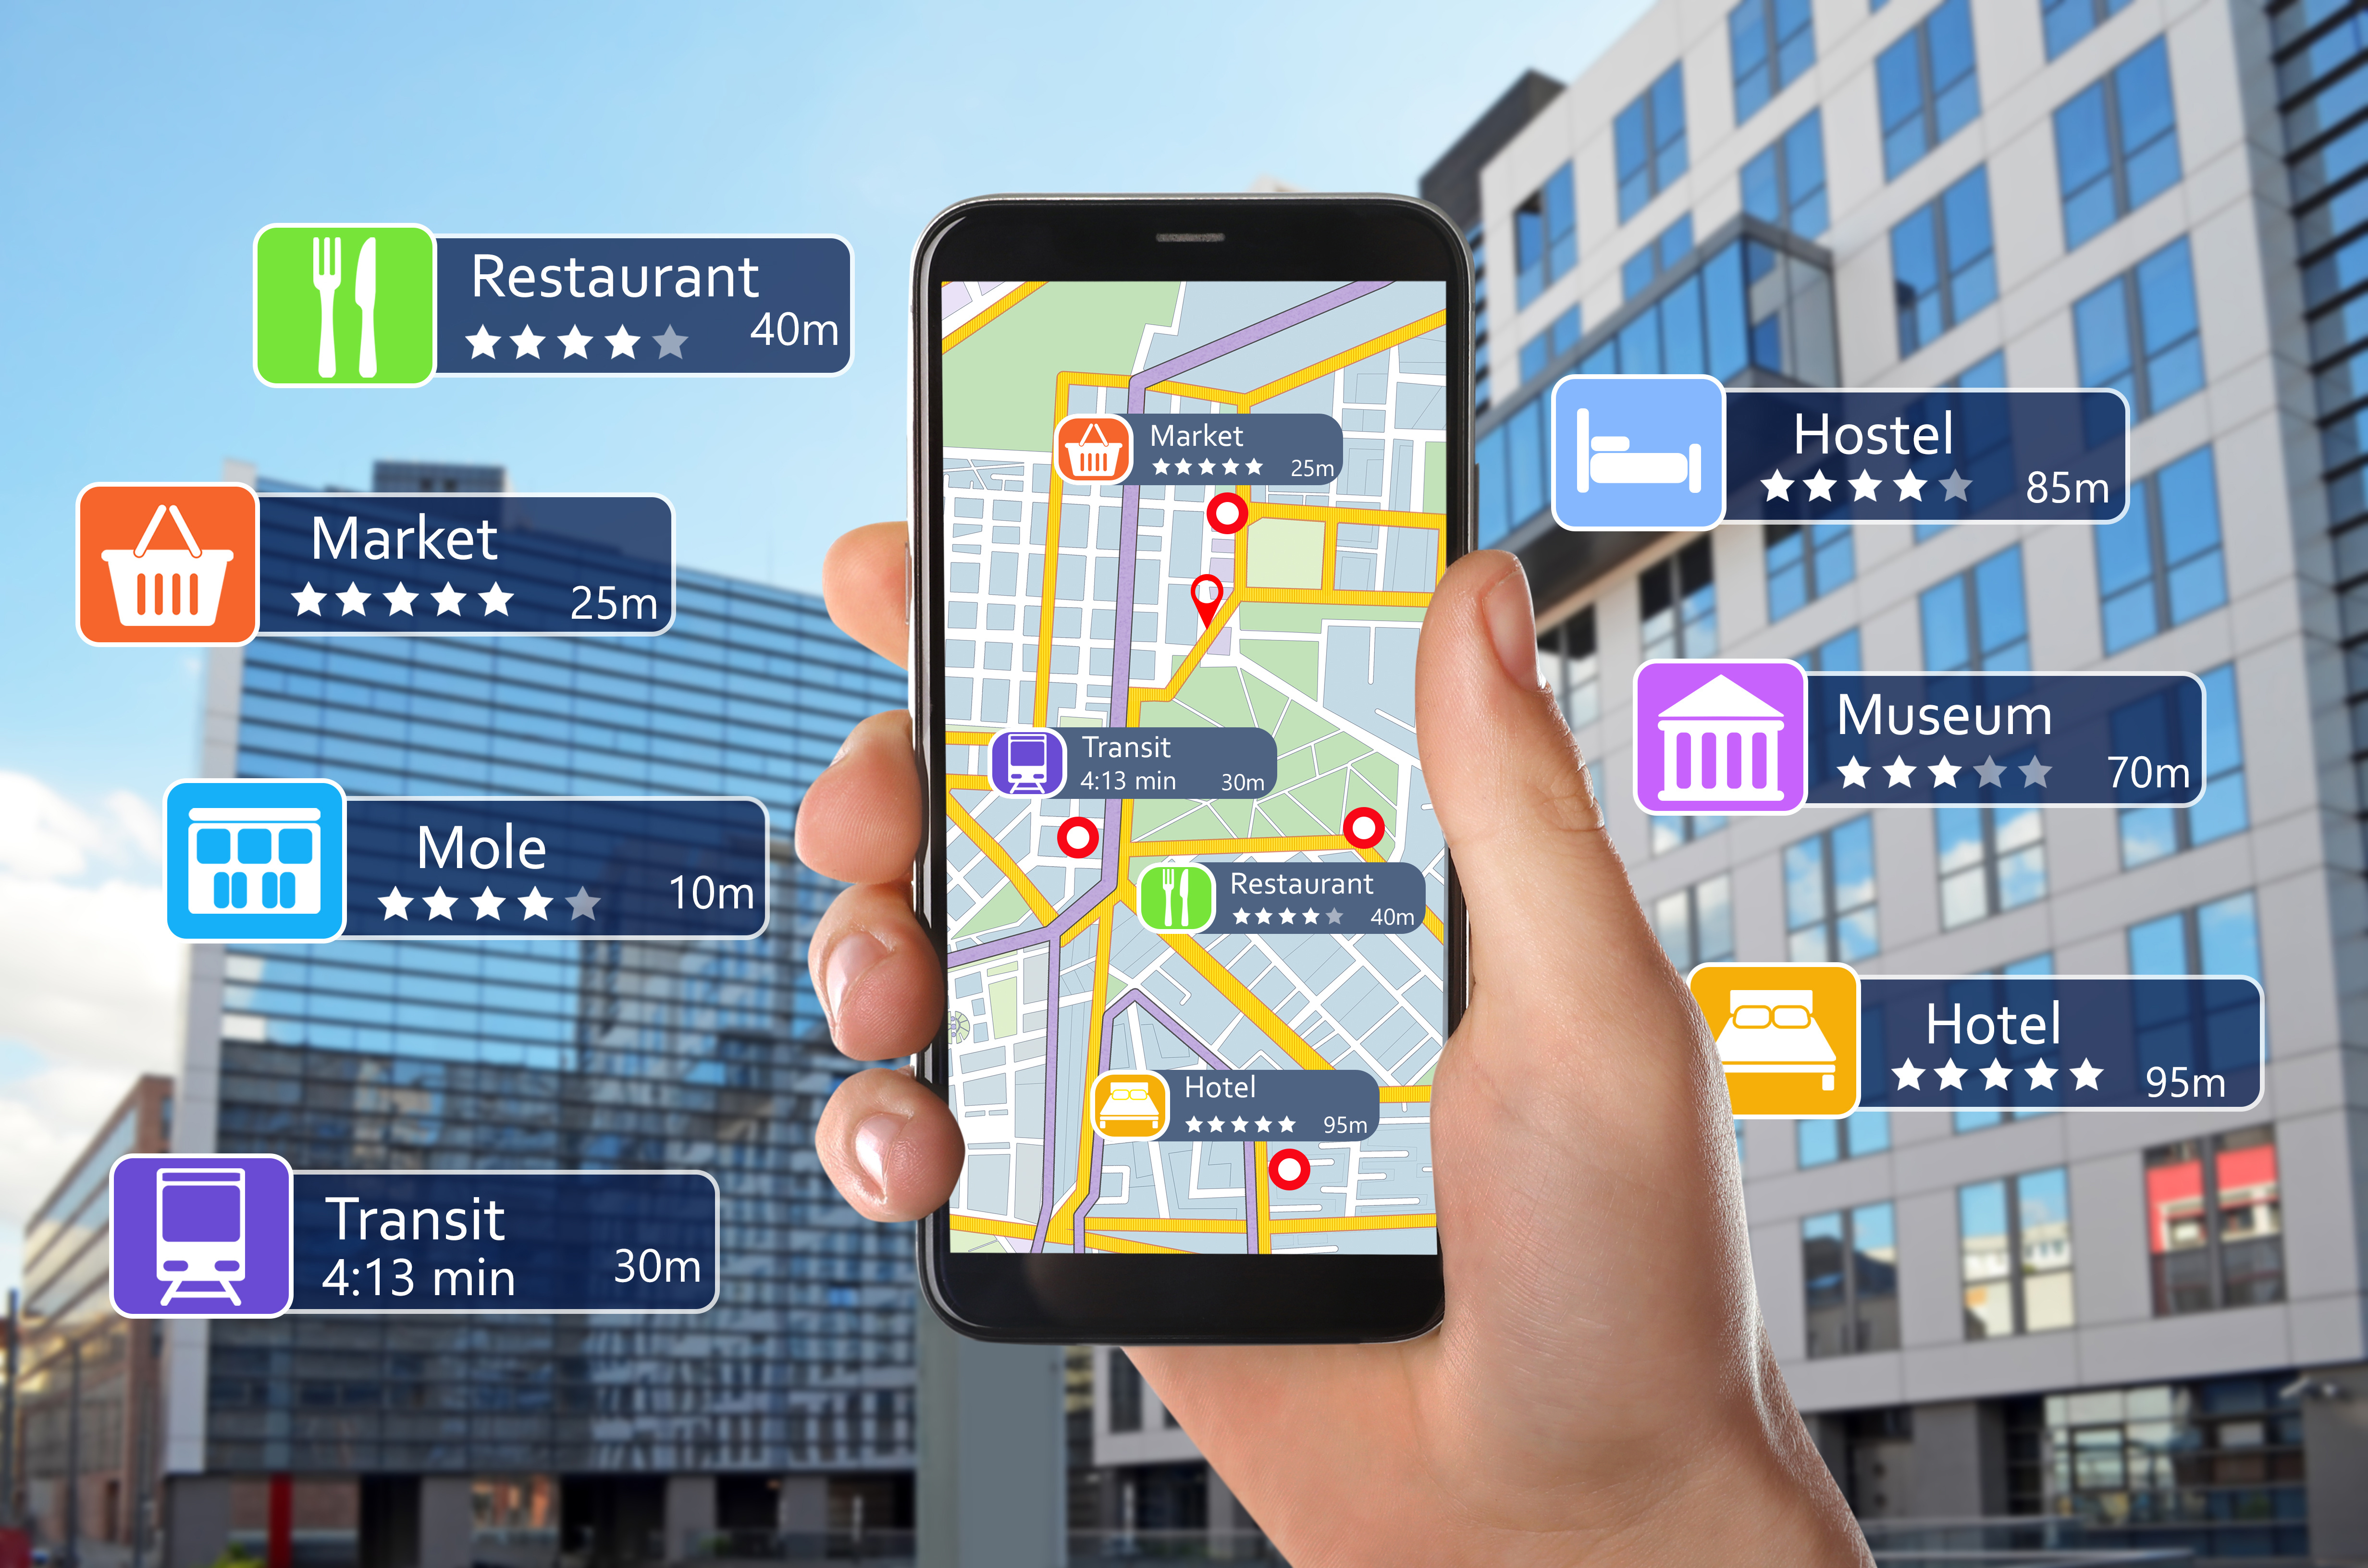 Restaurant
40m
Market
25m
Mole
10m
Transit
4:13 min
30m
Market
25m
Transit
4:13 min
30m
Restaurant
40m
Hotel
95m
Hostel
85m
Museum
70m
Hotel
95m